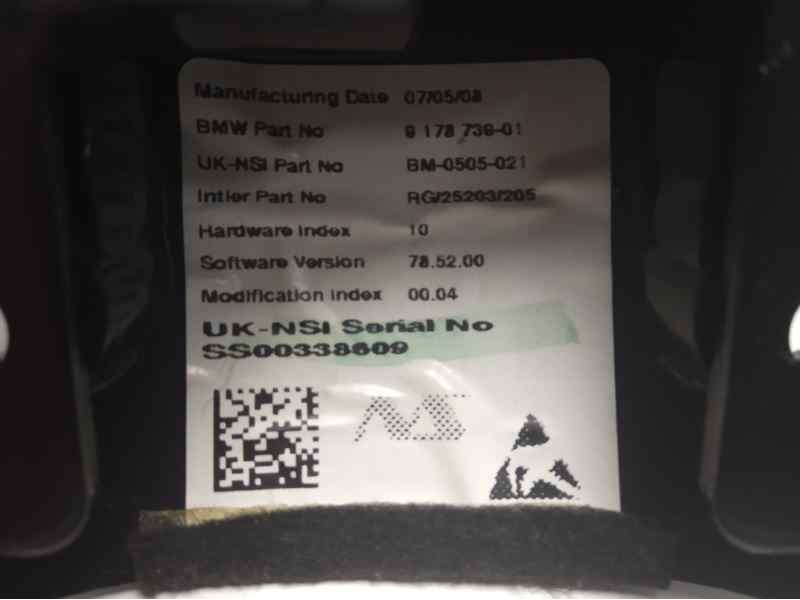 Manufacturing Date 07/05/08
BMW Part No 9 178 739-01
UK-NSI Part No BM-0505-021
Intier Part No RG/25203/205
Hardware Index 10
Software Version 78.52.00
Modification Index 00.04
UK-NSI Serial No
SS00338609